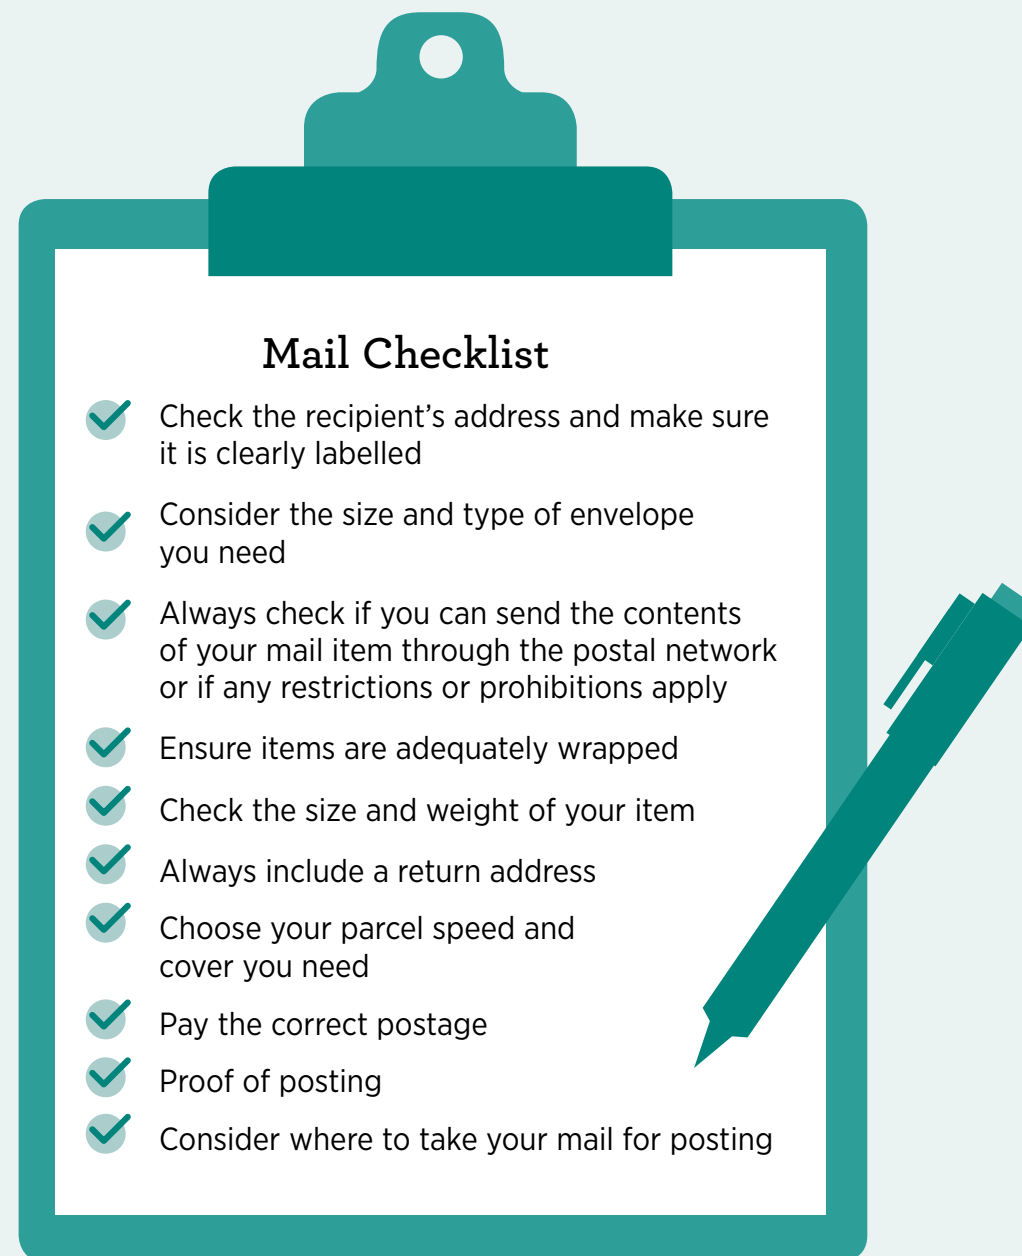 Mail Checklist
Check the recipient’s address and make sure
it is clearly labelled
Consider the size and type of envelope
you need
Always check if you can send the contents
of your mail item through the postal network
or if any restrictions or prohibitions apply
Ensure items are adequately wrapped
Check the size and weight of your item
Always include a return address
Choose your parcel speed and
cover you need
Pay the correct postage
Proof of posting
Consider where to take your mail for posting